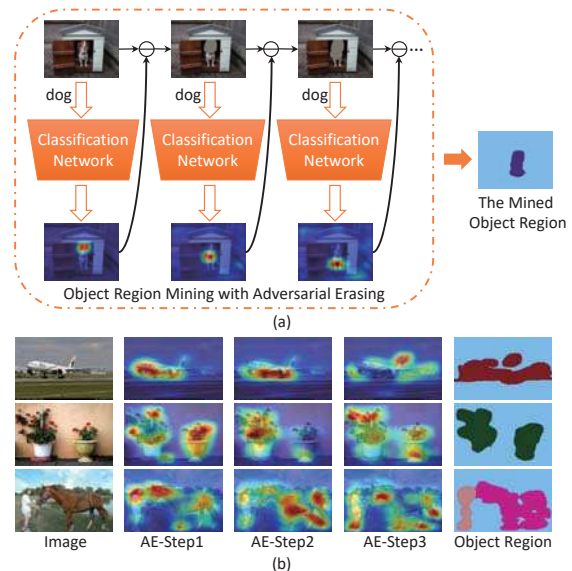 dog dog dog
Classification Classification Classification
Network Network Network
The Mined
Object Region
Object Region Mining with Adversarial Erasing
(a)
Image AE-Step1 AE-Step2 AE-Step3 Object Region
(b)